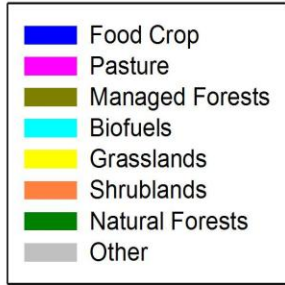 Food Crop
Pasture
Managed Forests
Biofuels
Grasslands
Shrublands
Natural Forests
Other